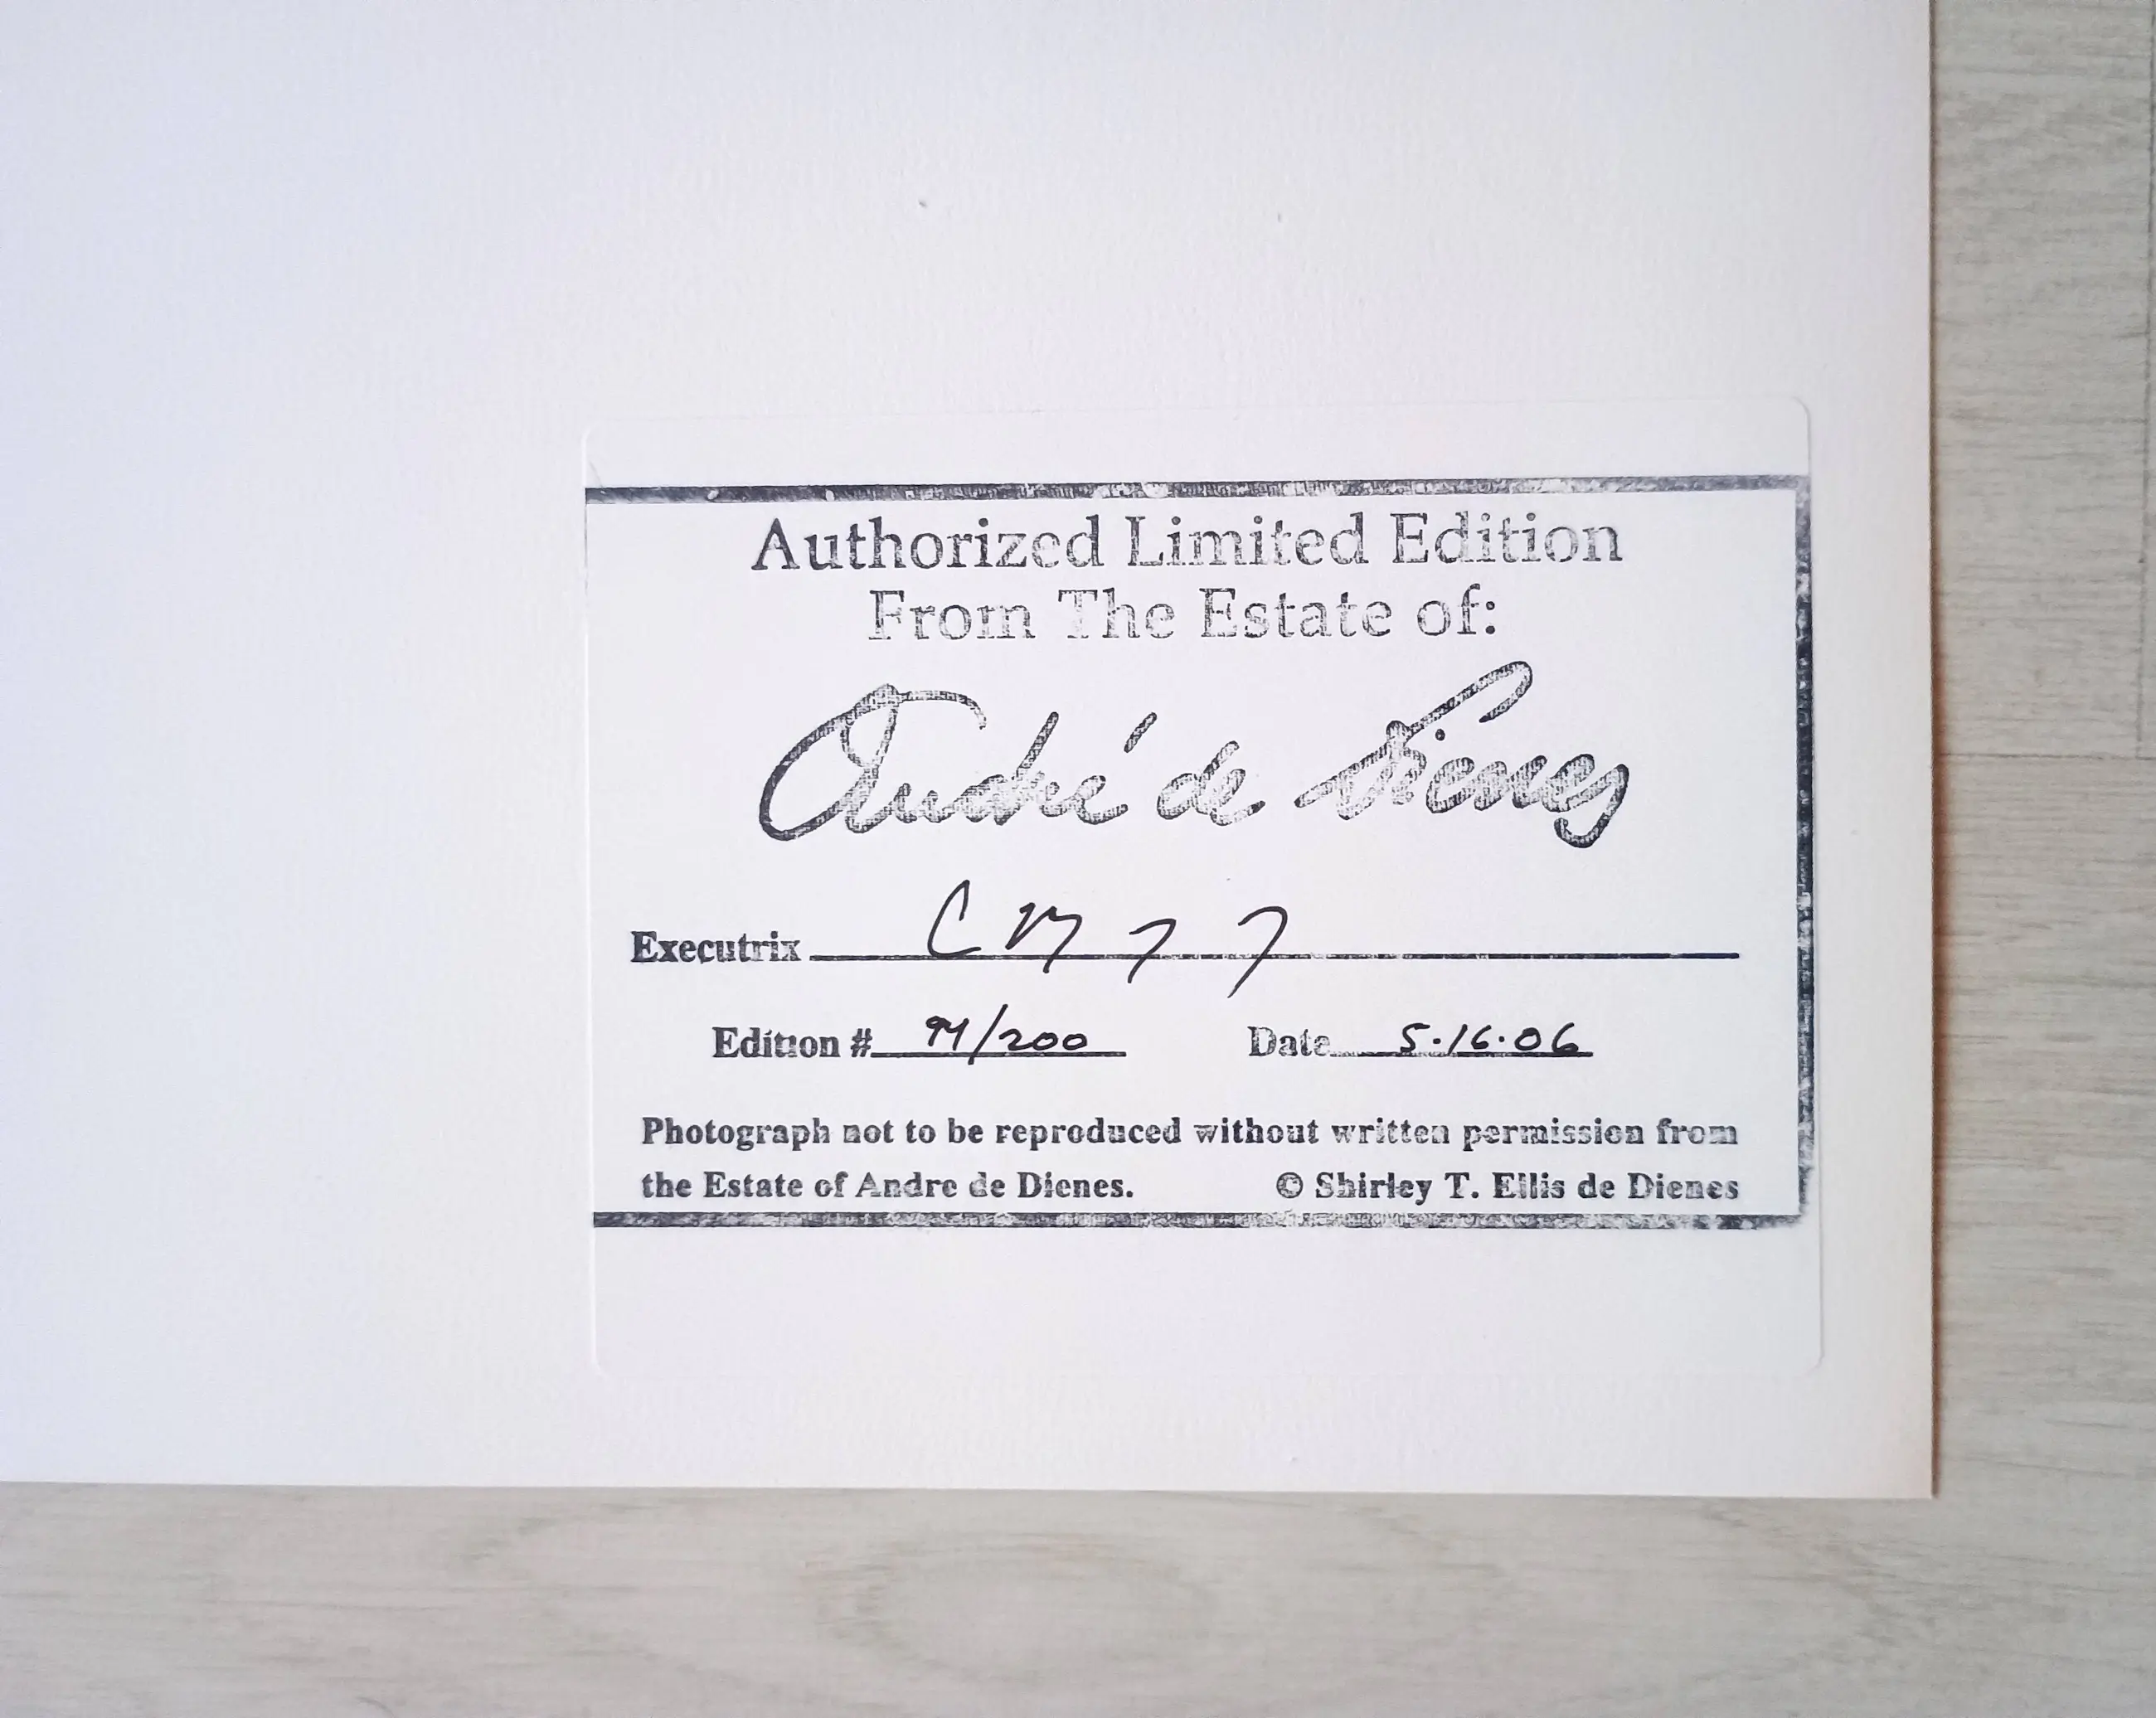 Authorized Limited Edition
From The Estate of:
André de Dienes
Executrix
Edition # 94/200 Date 5.16.06
Photograph not to be reproduced without written permission from
the Estate of Andre de Dienes. © Shirley T. Ellis de Dienes